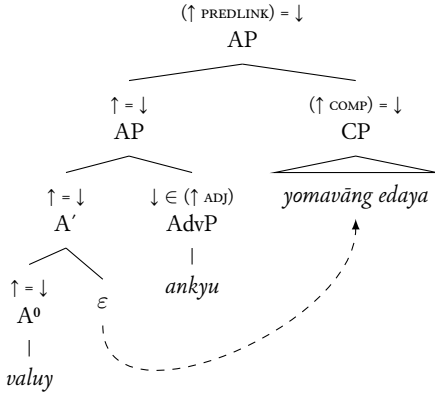 (↑ PREDLINK) = ↓
AP
↑ = ↓ (↑ COMP) = ↓
AP CP
↑ = ↓ ↓ ∈ (↑ ADJ) yomavāng edaya
A′ AdvP
↑ = ↓ ε ankyu
A⁰
valuy